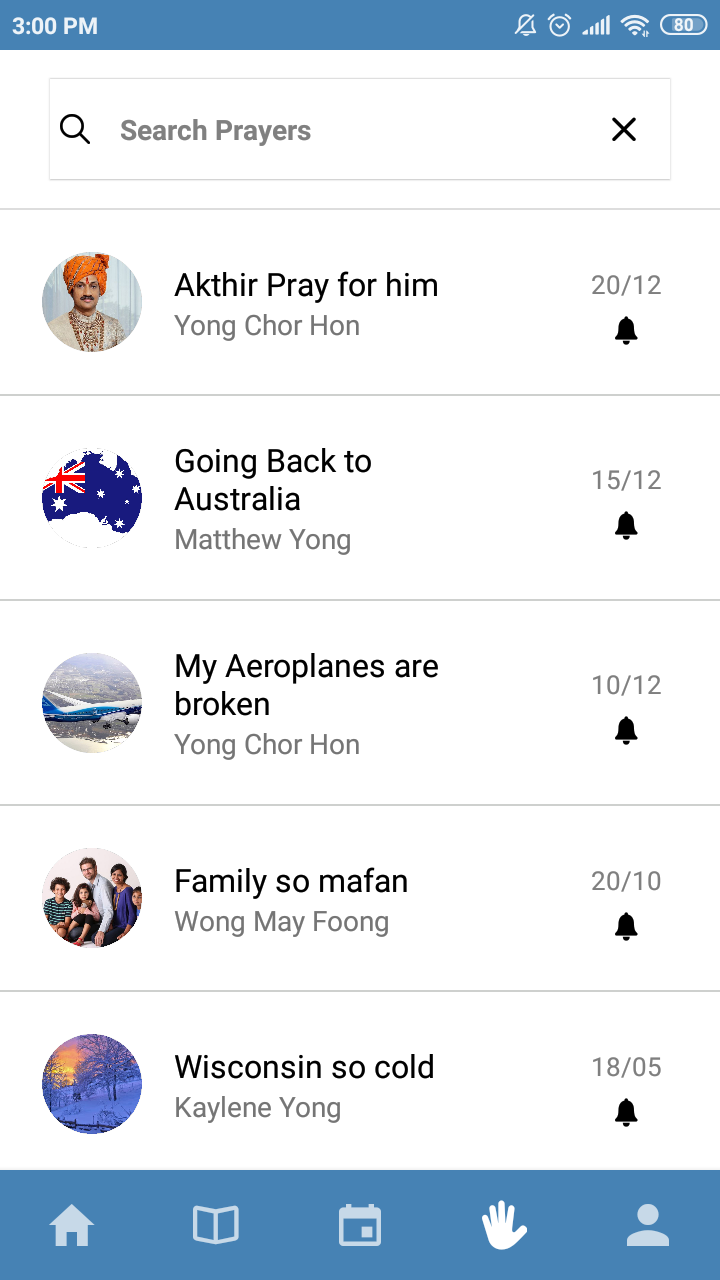 3:00 PM
80
Search Prayers
Akthir Pray for him
Yong Chor Hon
20/12
Going Back to
Australia
Matthew Yong
15/12
My Aeroplanes are
broken
Yong Chor Hon
10/12
Family so mafan
Wong May Foong
20/10
Wisconsin so cold
Kaylene Yong
18/05